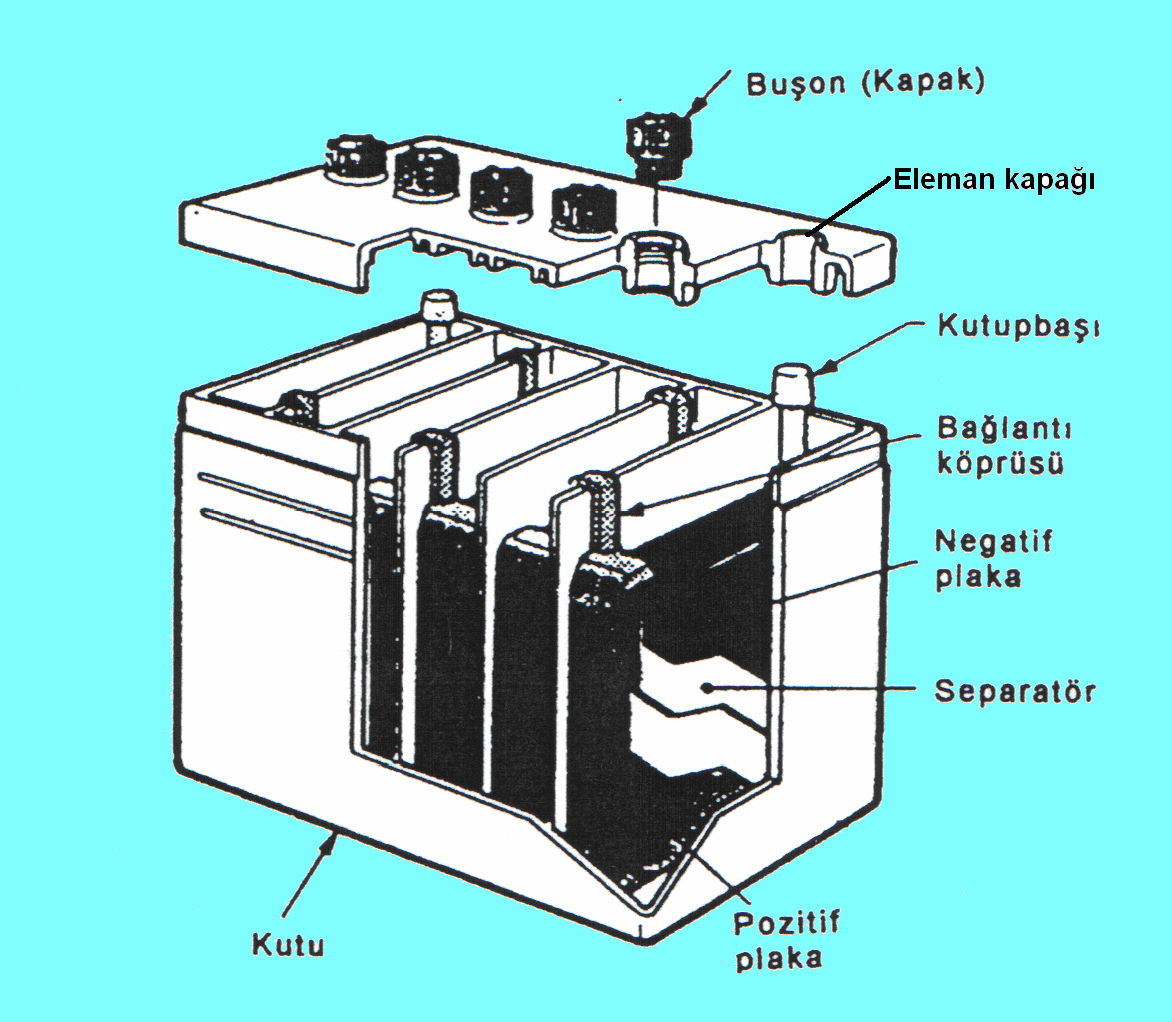 Buşon (Kapak)
Eleman kapağı
Kutupbaşı
Bağlantı
köprüsü
Negatif
plaka
Separatör
Pozitif
plaka
Kutu